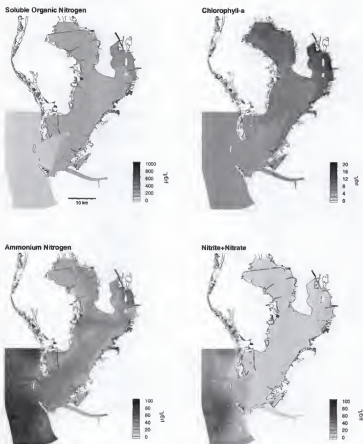 Soluble Organic Nitrogen
1000
800
600
400
200
0
µg/L
10 km
Chlorophyll-a
20
16
12
8
4
0
µg/L
Ammonium Nitrogen
100
80
60
40
20
0
µg/L
Nitrite+Nitrate
100
80
60
40
20
0
µg/L